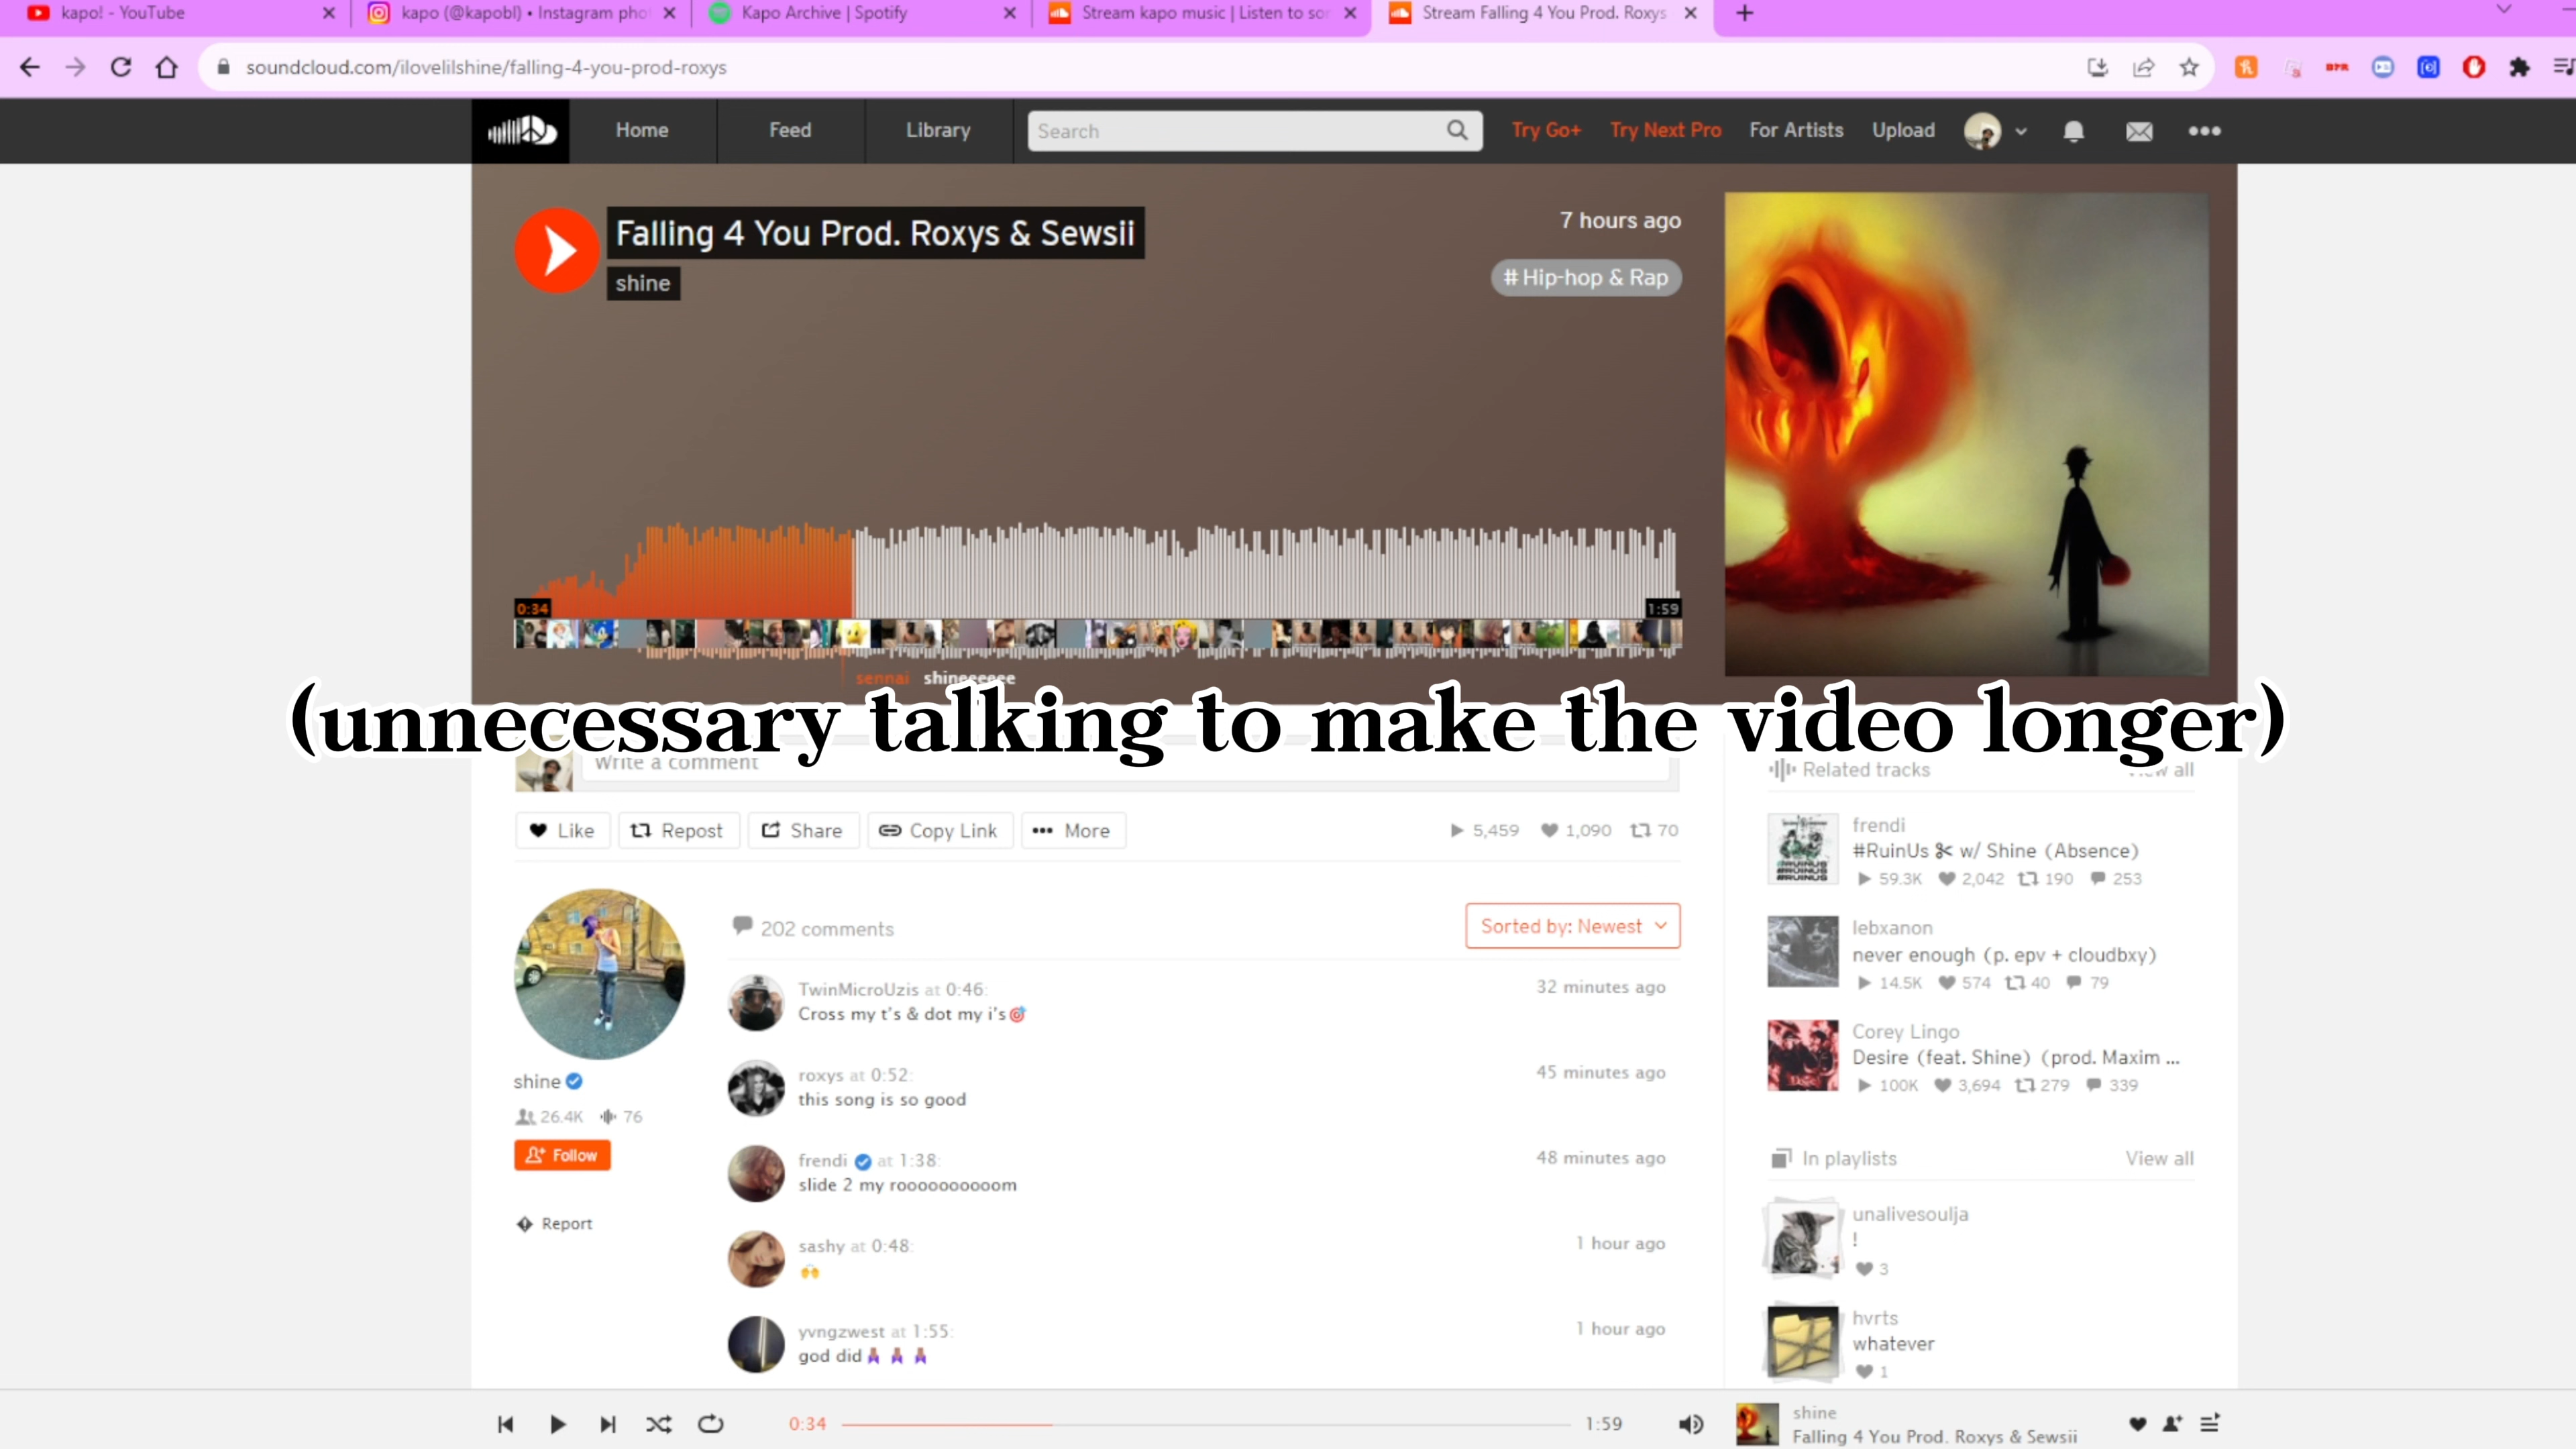 kapo! - YouTube
kapo (@kapobl) • Instagram pho
Kapo Archive | Spotify
Stream kapo music | Listen to so
Stream Falling 4 You Prod. Roxys
soundcloud.com/ilovelilshine/falling-4-you-prod-roxys
Home
Feed
Library
Search
Try Go+
Try Next Pro
For Artists
Upload
Falling 4 You Prod. Roxys & Sewsii
shine
7 hours ago
# Hip-hop & Rap
0:34
1:59
sennai shineeeeee
(unnecessary talking to make the video longer)
Write a comment
Like
Repost
Share
Copy Link
More
5,459
1,090
70
202 comments
Sorted by: Newest
TwinMicroUzis at 0:46:
32 minutes ago
Cross my t's & dot my i's🎯
roxys at 0:52:
45 minutes ago
this song is so good
frendi at 1:38:
48 minutes ago
slide 2 my roooooooooom
sashy at 0:48:
1 hour ago
🙌
yvngzwest at 1:55:
1 hour ago
god did
shine
26.4K 76
Follow
Report
Related tracks
View all
frendi
#RuinUs ✂ w/ Shine (Absence)
59.3K 2,042 190 253
#RUINUS
#RUINUS
lebxanon
never enough (p. epv + cloudbxy)
14.5K 574 40 79
Corey Lingo
Desire (feat. Shine) (prod. Maxim ...
100K 3,694 279 339
In playlists
View all
unalivesoulja
!
3
hvrts
whatever
1
0:34
1:59
shine
Falling 4 You Prod. Roxys & Sewsii